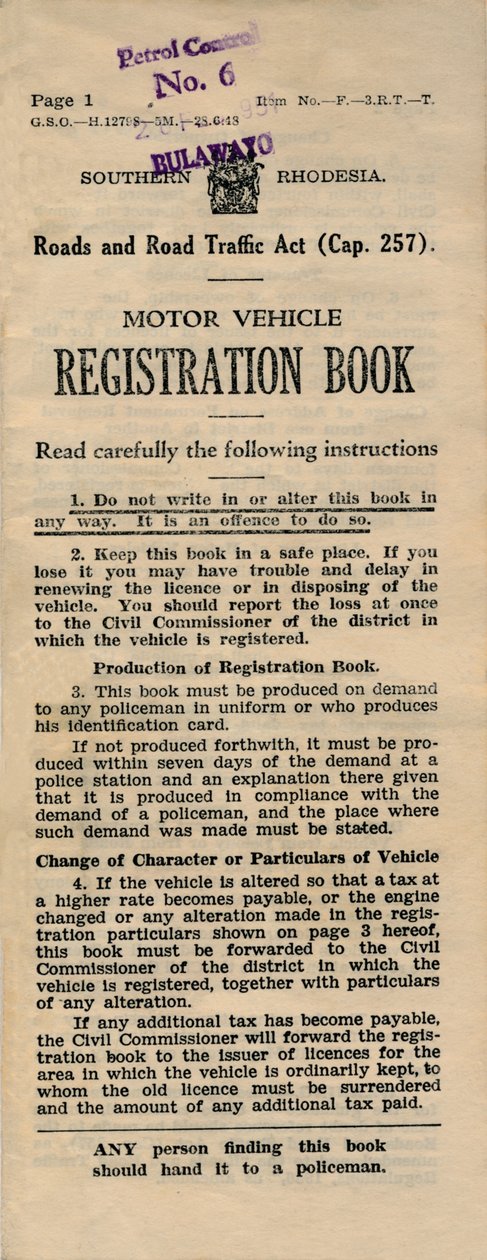 Petrol Control
No. 6
Page 1
Item No.—F.—3.R.T.—T.
G.S.O.—H.12798—5M.—28.6.48
BULAWAYO
SOUTHERN RHODESIA.
Roads and Road Traffic Act (Cap. 257).
MOTOR VEHICLE
REGISTRATION BOOK
Read carefully the following instructions
1. Do not write in or alter this book in
any way. It is an offence to do so.
2. Keep this book in a safe place. If you
lose it you may have trouble and delay in
renewing the licence or in disposing of the
vehicle. You should report the loss at once
to the Civil Commissioner of the district in
which the vehicle is registered.
Production of Registration Book.
3. This book must be produced on demand
to any policeman in uniform or who produces
his identification card.
If not produced forthwith, it must be pro-
duced within seven days of the demand at a
police station and an explanation there given
that it is produced in compliance with the
demand of a policeman, and the place where
such demand was made must be stated.
Change of Character or Particulars of Vehicle
4. If the vehicle is altered so that a tax at
a higher rate becomes payable, or the engine
changed or any alteration made in the regis-
tration particulars shown on page 3 hereof,
this book must be forwarded to the Civil
Commissioner of the district in which the
vehicle is registered, together with particulars
of any alteration.
If any additional tax has become payable,
the Civil Commissioner will forward the regis-
tration book to the issuer of licences for the
area in which the vehicle is ordinarily kept, to
whom the old licence must be surrendered
and the amount of any additional tax paid.
ANY person finding this book
should hand it to a policeman.